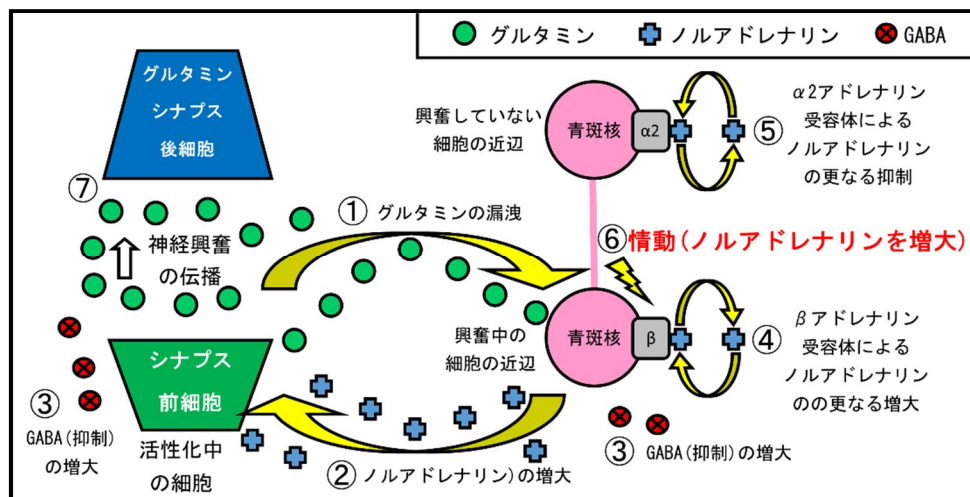 グルタミン
ノルアドレナリン
GABA
グルタミン
シナプス
後細胞
⑦
神経興奮
の伝播
① グルタミンの漏洩
興奮していない
細胞の近辺
青斑核
α2
⑤
α2アドレナリン
受容体による
ノルアドレナリン
の更なる抑制
⑥情動(ノルアドレナリンを増大)
興奮中の
細胞の近辺
青斑核
β
④
βアドレナリン
受容体による
ノルアドレナリン
のの更なる増大
シナプス
前細胞
活性化中
の細胞
③
GABA(抑制)
の増大
② ノルアドレナリン)の増大
③ GABA(抑制)の増大